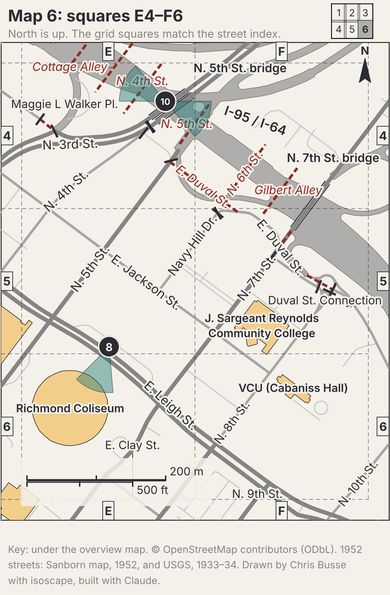 Map 6: squares E4–F6
North is up. The grid squares match the street index.
1 2 3
4 5 6
E
F
Cottage Alley
N. 5th St. bridge
N. 4th St.
N
Maggie L Walker Pl.
10
N. 5th St.
I-95 / I-64
4
4
N. 3rd St.
N. 7th St. bridge
E. Duval St.
N. 6th St.
Gilbert Alley
N. 4th St.
Navy Hill Dr.
E. Duval St.
N. 5th St.
E. Jackson St.
N. 7th St.
5
5
Duval St. Connection
J. Sargeant Reynolds
Community College
8
VCU (Cabaniss Hall)
Richmond Coliseum
E. Leigh St.
6
6
N. 8th St.
E. Clay St.
200 m
500 ft
N. 9th St.
N. 10th St.
E
F
Key: under the overview map. © OpenStreetMap contributors (ODbL). 1952
streets: Sanborn map, 1952, and USGS, 1933–34. Drawn by Chris Busse
with isoscape, built with Claude.